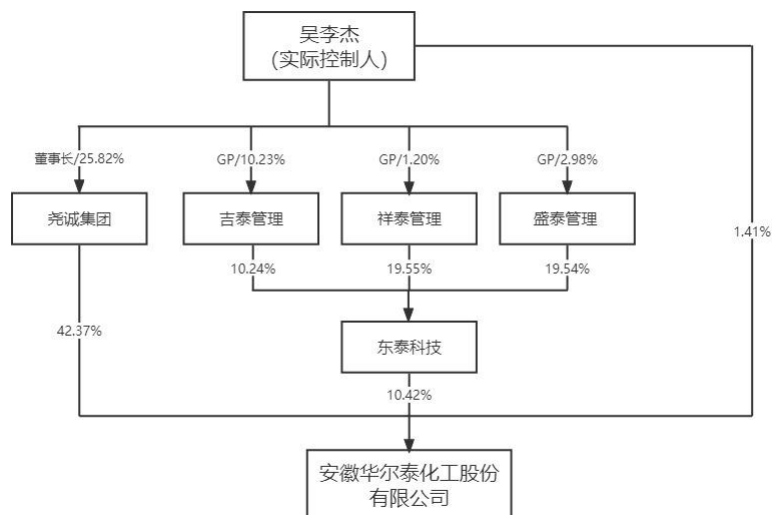 吴李杰
(实际控制人)
董事长/25.82%
GP/10.23%
GP/1.20%
GP/2.98%
尧诚集团
吉泰管理
祥泰管理
盛泰管理
1.41%
10.24%
19.55%
19.54%
42.37%
东泰科技
10.42%
安徽华尔泰化工股份
有限公司